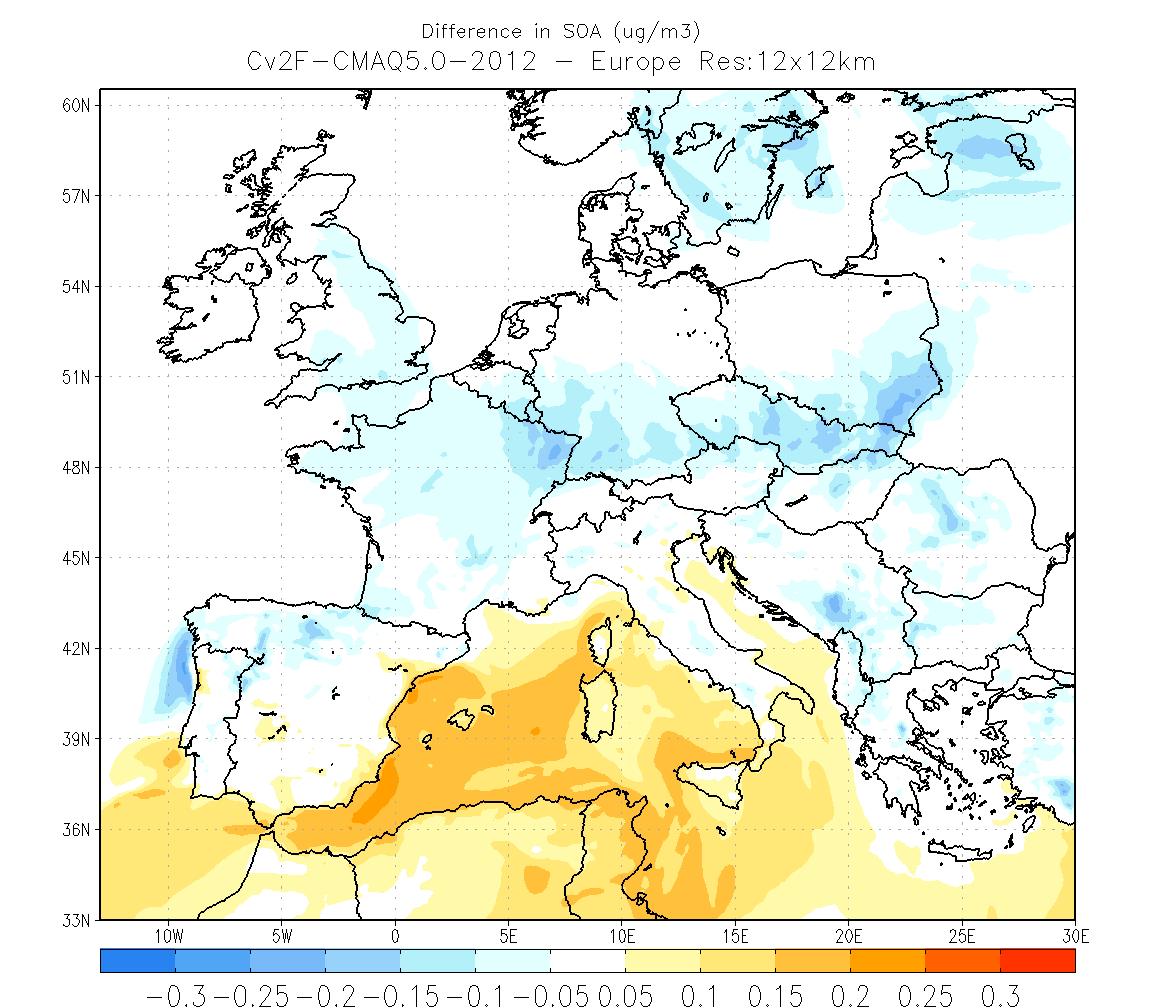 Difference in SOA (ug/m3)
Cv2F-CMAQ5.0-2012 - Europe Res:12x12km
60N
57N
54N
51N
48N
45N
42N
39N
36N
33N
10W 5W 0 5E 10E 15E 20E 25E 30E
-0.3 -0.25 -0.2 -0.15 -0.1 -0.05 0.05 0.1 0.15 0.2 0.25 0.3